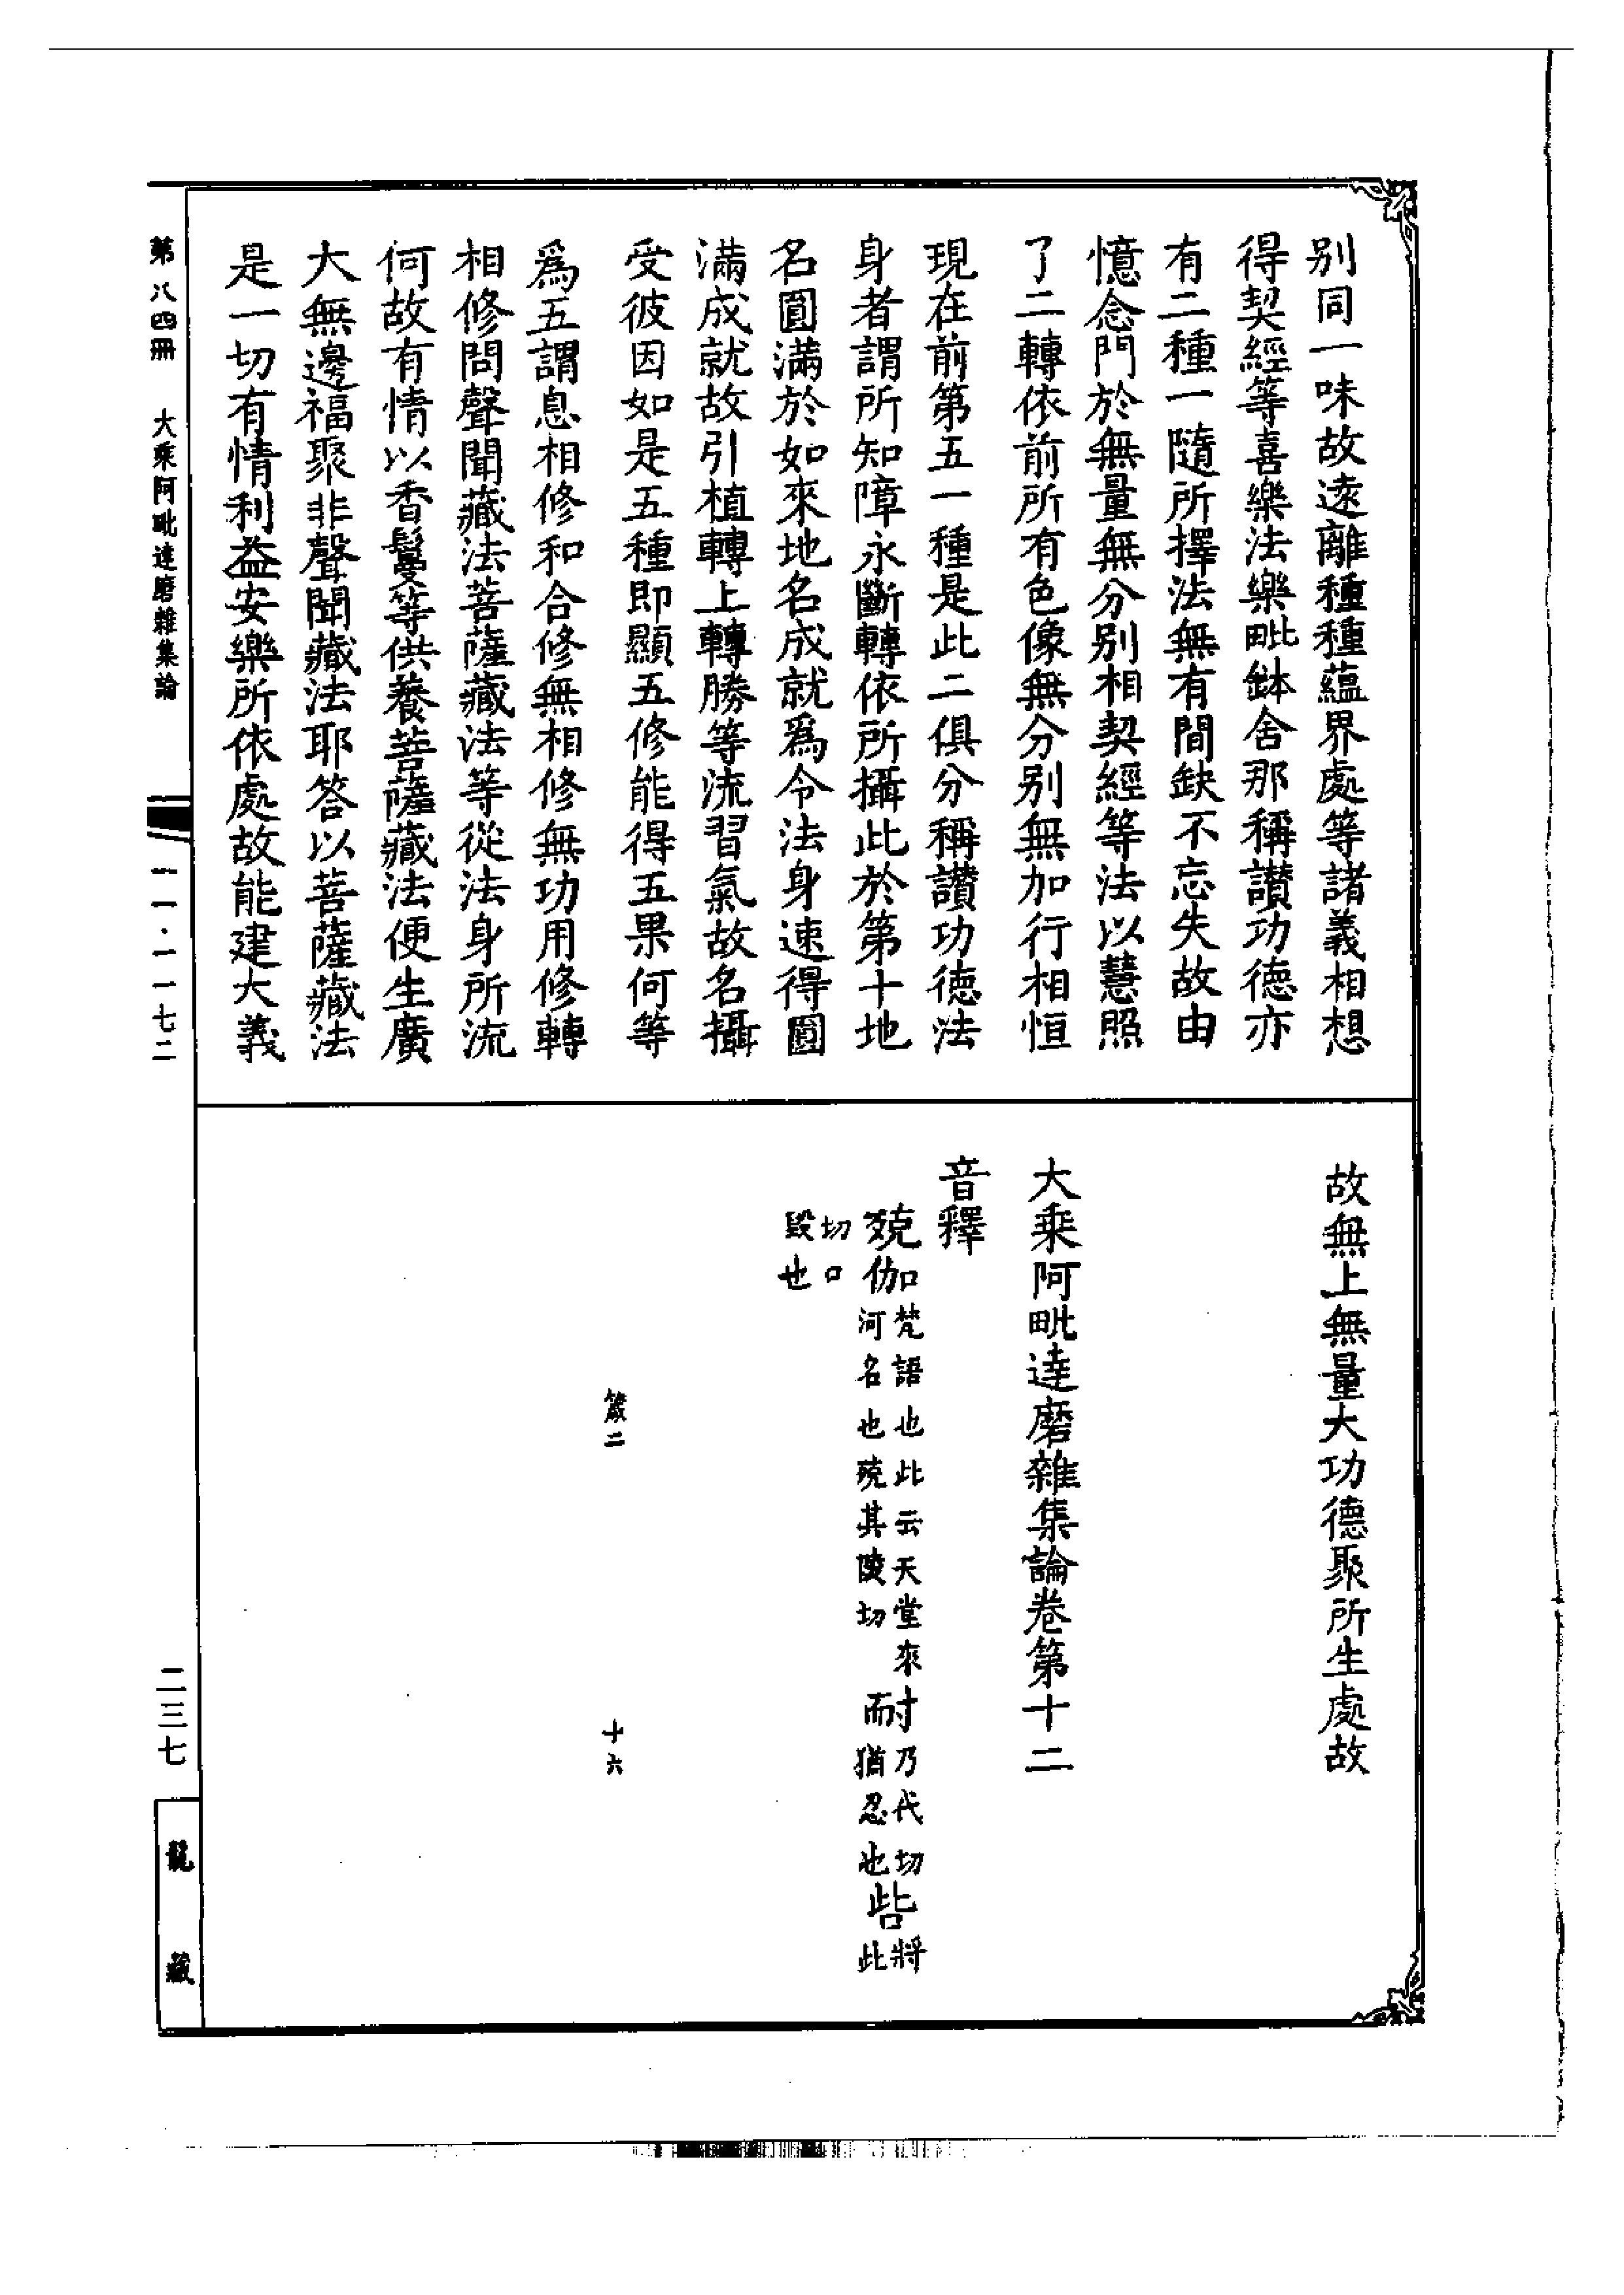 别同一味故遠離種種蘊界處等諸義相想
得契經等喜樂法樂毗鉢舍那稱讃功德亦
有二種一隨所擇法無有間缺不忘失故由
憶念門於無量無分别相契經等法以慧照
了二轉依前所有色像無分别無加行相恒
現在前第五一種是此二俱分稱讃功德法
身者謂所知障永斷轉依所攝此於第十地
名圓滿於如來地名成就爲令法身速得圓
滿成就故引植轉上轉勝等流習氣故名攝
受彼因如是五種即顯五修能得五果何等
爲五謂息相修和合修無相修無功用修轉
相修問聲聞藏法菩薩藏法等從法身所流
何故有情以香鬘等供養菩薩藏法便生廣
大無邊福聚非聲聞藏法耶答以菩薩藏法
是一切有情利益安樂所依處故能建大義
故無上無量大功德聚所生處故
大乘阿毗達磨雜集論卷第十二
音釋
殑伽梵語也此云天堂來河名也殑其陵切 耐乃代切猶忍也 呰將此
切口毀也
箴二 十六
第八四冊 大乘阿毗達磨雜集論 一一·一一七二 二三七
龍藏